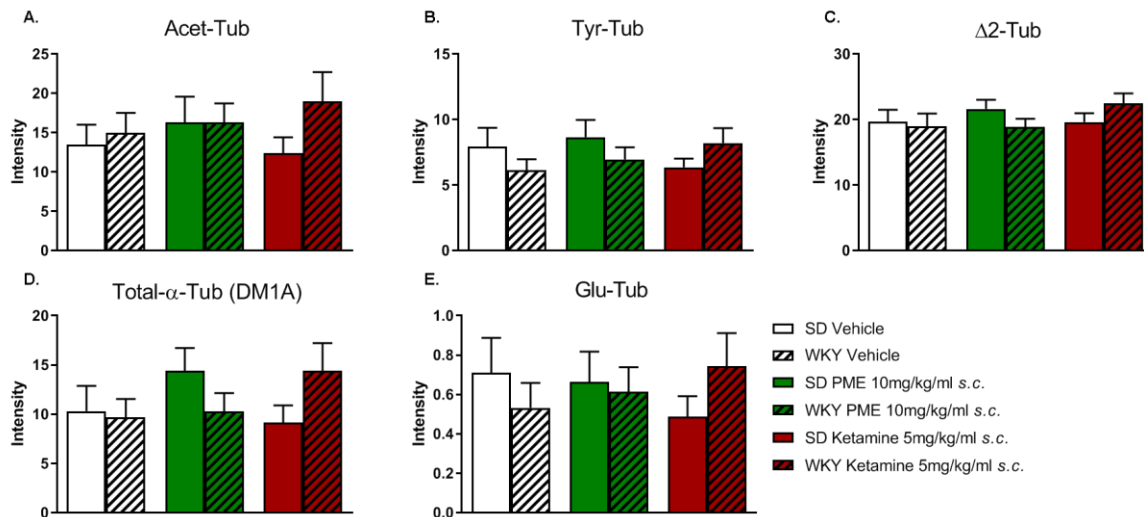 A.
Acet-Tub
Intensity
25
20
15
10
5
0
B.
Tyr-Tub
Intensity
15
10
5
0
C.
Δ2-Tub
Intensity
30
20
10
0
D.
Total-α-Tub (DM1A)
Intensity
20
15
10
5
0
E.
Glu-Tub
Intensity
1.0
0.8
0.6
0.4
0.2
0.0
SD Vehicle
WKY Vehicle
SD PME 10mg/kg/ml s.c.
WKY PME 10mg/kg/ml s.c.
SD Ketamine 5mg/kg/ml s.c.
WKY Ketamine 5mg/kg/ml s.c.